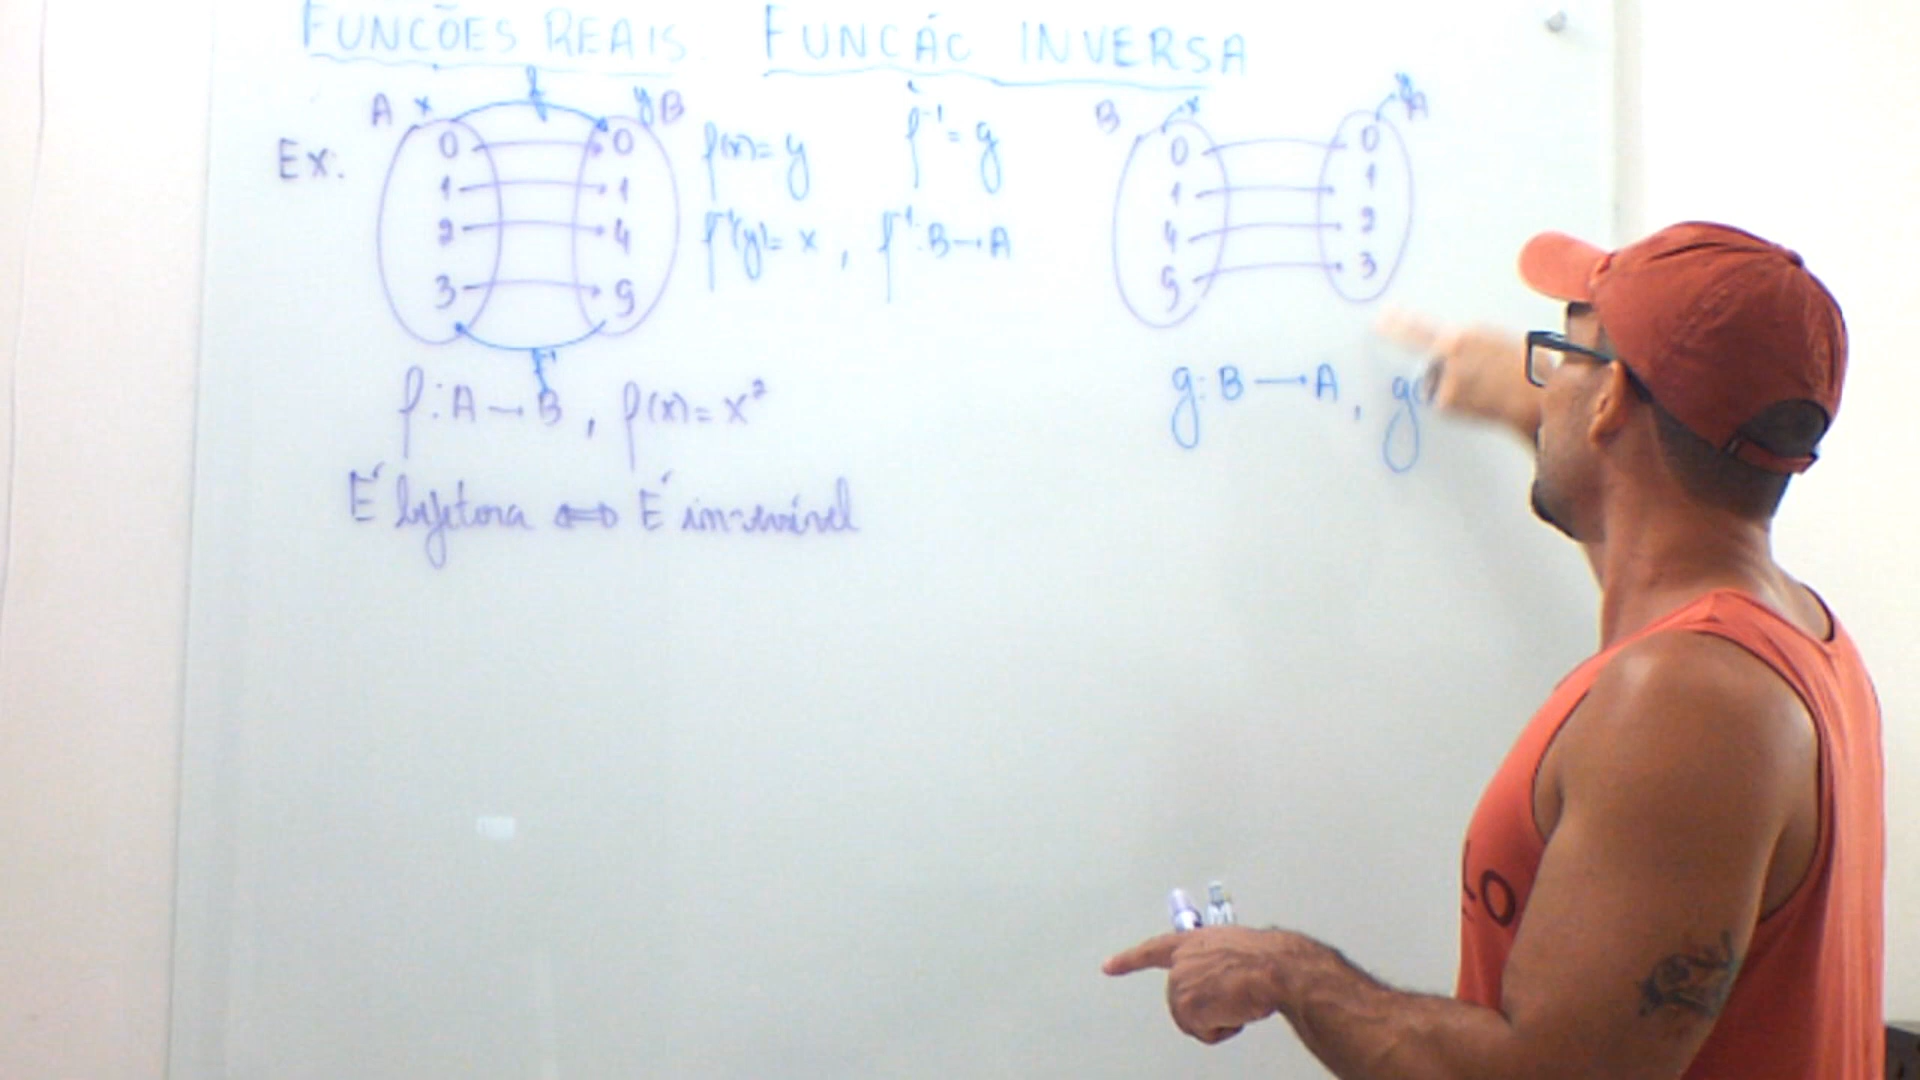 FUNÇÕES REAIS FUNÇÃO INVERSA
A x f y B
Ex: 0 0
1 1
2 4
3 9
f⁻¹
f(x)=y f⁻¹=g
f⁻¹(y)=x, f⁻¹: B→A
B x y A
0 0
1 1
4 2
9 3
f: A→B, f(x)=x²
g: B→A, g(
É bijetora ⇔ É inversível
LO